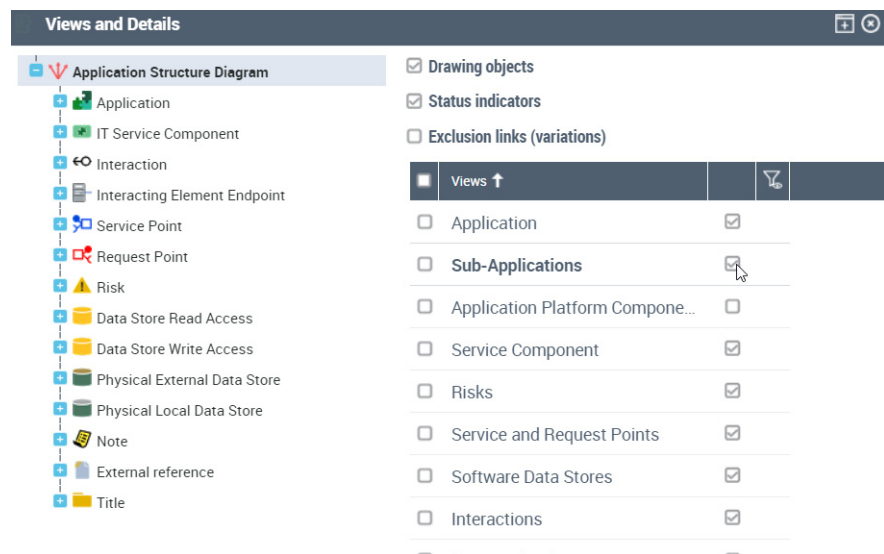 Views and Details
Application Structure Diagram
Application
IT Service Component
Interaction
Interacting Element Endpoint
Service Point
Request Point
Risk
Data Store Read Access
Data Store Write Access
Physical External Data Store
Physical Local Data Store
Note
External reference
Title
Drawing objects
Status indicators
Exclusion links (variations)
Views
Application
Sub-Applications
Application Platform Compone...
Service Component
Risks
Service and Request Points
Software Data Stores
Interactions